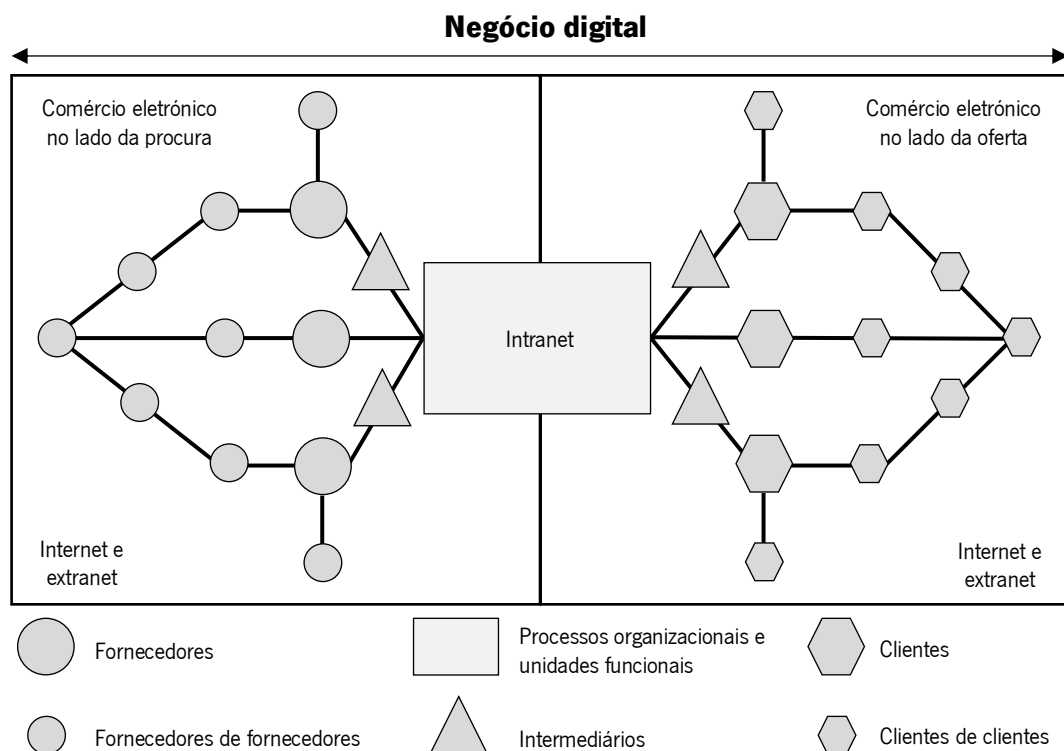 Negócio digital
Comércio eletrónico
no lado da procura
Comércio eletrónico
no lado da oferta
Intranet
Internet e
extranet
Internet e
extranet
Fornecedores
Processos organizacionais e
unidades funcionais
Clientes
Fornecedores de fornecedores
Intermediários
Clientes de clientes